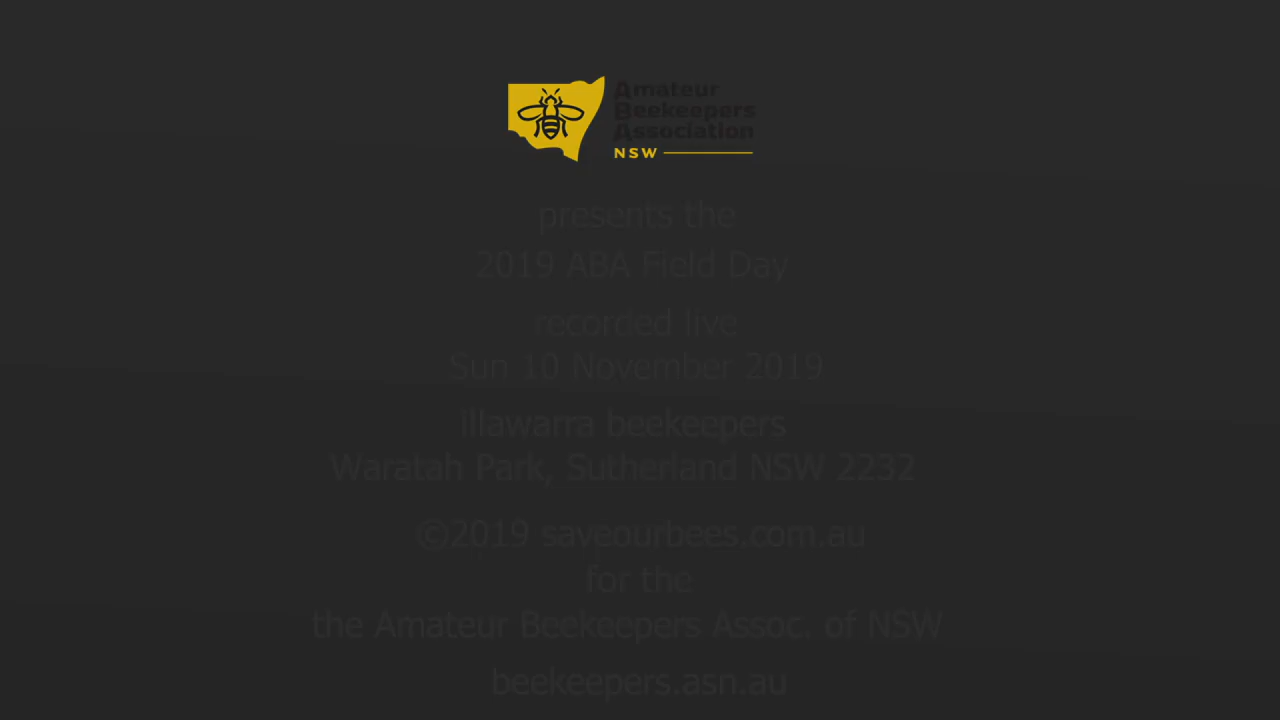 Amateur
Beekeepers
Association
NSW
presents the
2019 ABA Field Day
recorded live
Sun 10 November 2019
illawarra beekeepers
Waratah Park, Sutherland NSW 2232
©2019 saveourbees.com.au
for the
the Amateur Beekeepers Assoc. of NSW
beekeepers.asn.au